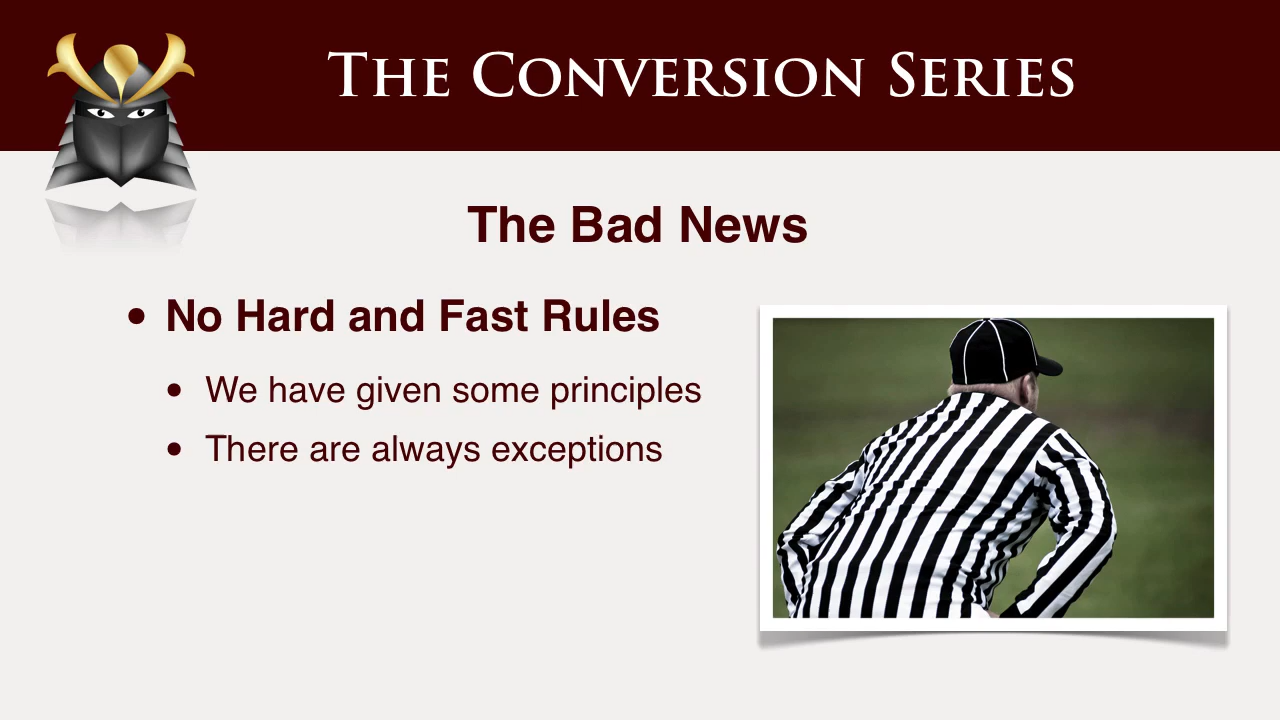 The Conversion Series
The Bad News
• No Hard and Fast Rules
• We have given some principles
• There are always exceptions